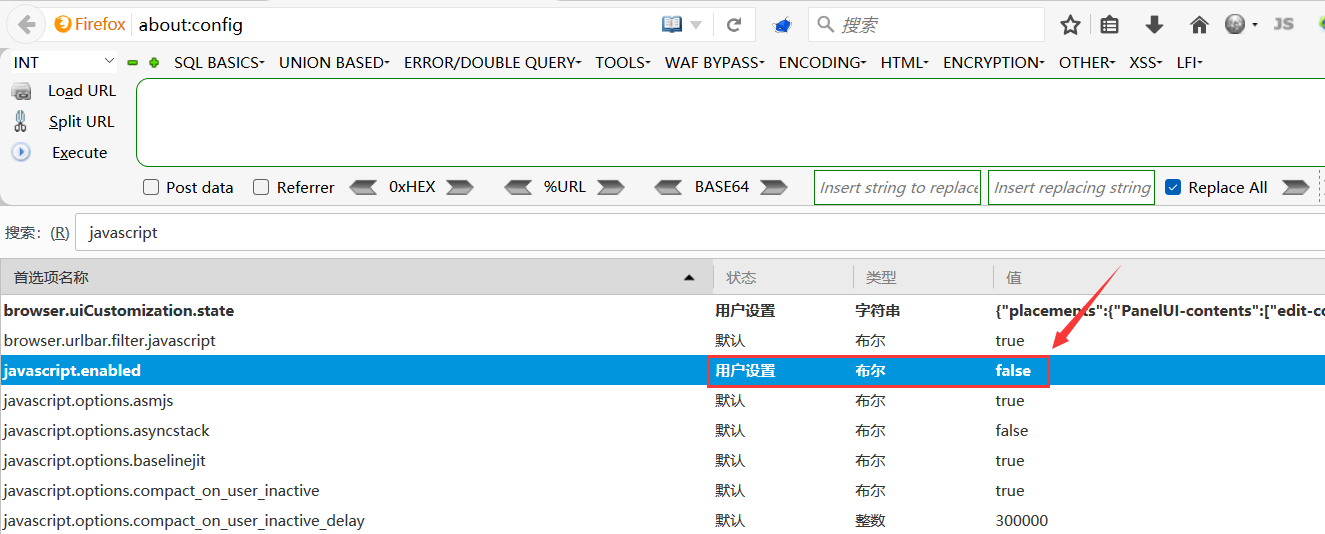 Firefox about:config 搜索 JS
INT SQL BASICS UNION BASED ERROR/DOUBLE QUERY TOOLS WAF BYPASS ENCODING HTML ENCRYPTION OTHER XSS LFI
Load URL
Split URL
Execute
Post data Referrer 0xHEX %URL BASE64 Insert string to replace Insert replacing string Replace All
搜索：(R) javascript
首选项名称 状态 类型 值
browser.uiCustomization.state 用户设置 字符串 {"placements":{"PanelUI-contents":["edit-co
browser.urlbar.filter.javascript 默认 布尔 true
javascript.enabled 用户设置 布尔 false
javascript.options.asmjs 默认 布尔 true
javascript.options.asyncstack 默认 布尔 false
javascript.options.baselinejit 默认 布尔 true
javascript.options.compact_on_user_inactive 默认 布尔 true
javascript.options.compact_on_user_inactive_delay 默认 整数 300000